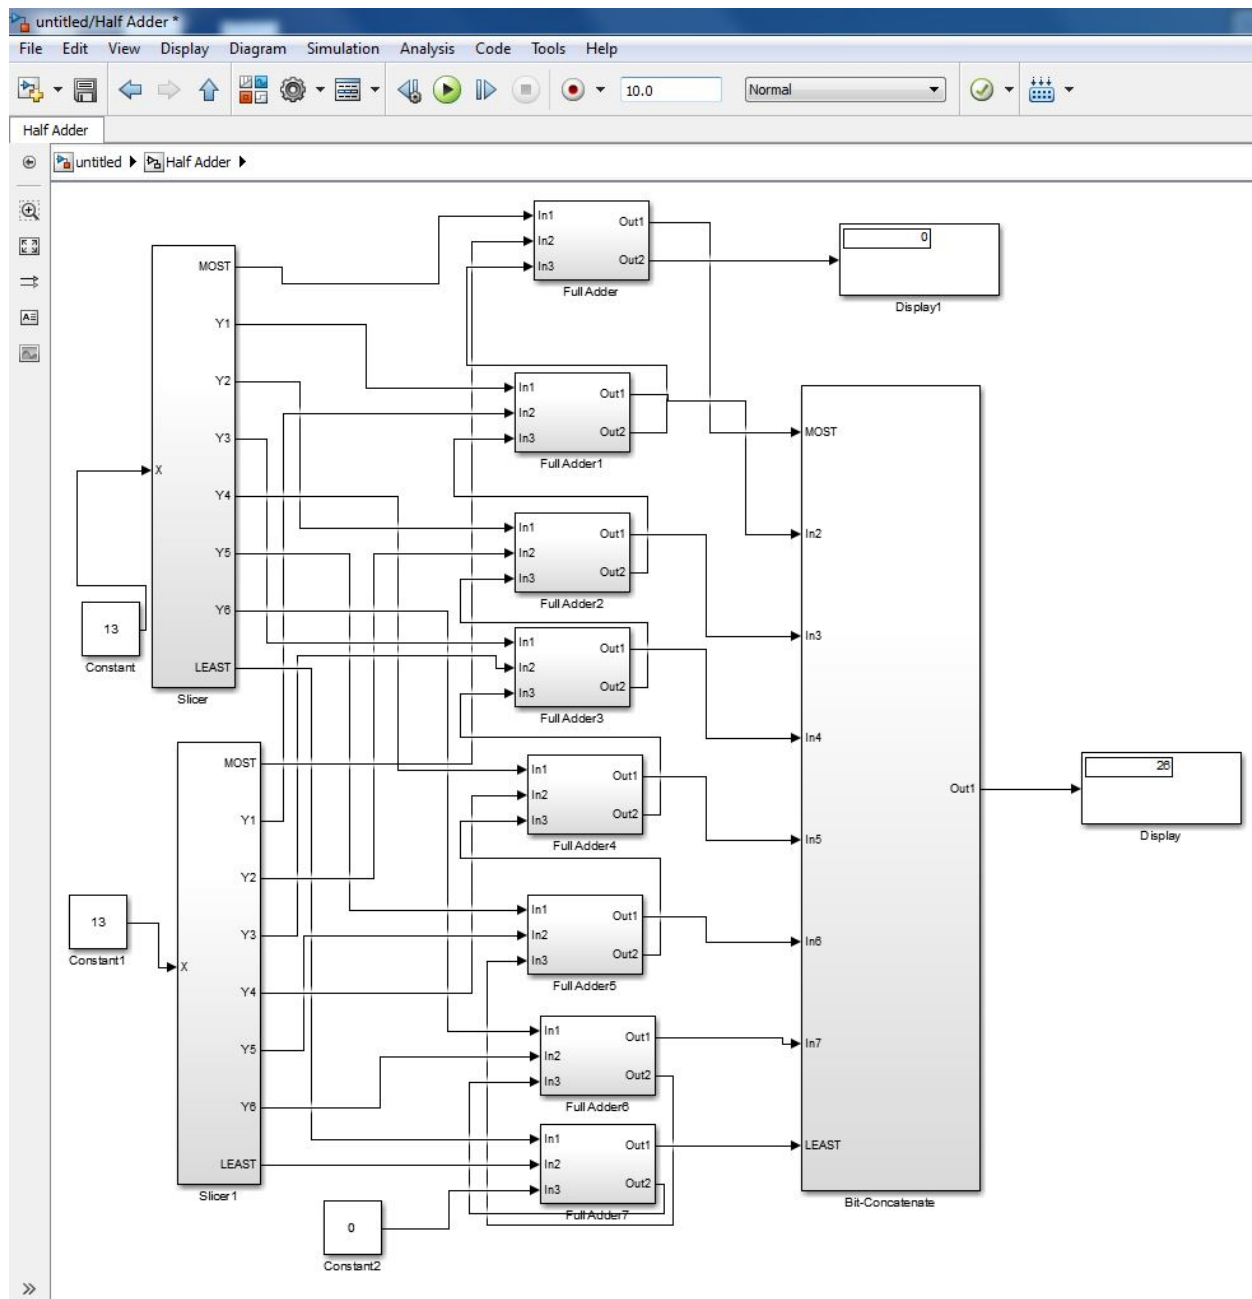 untitled/Half Adder *
File Edit View Display Diagram Simulation Analysis Code Tools Help
10.0 Normal
Half Adder
untitled Half Adder
X
MOST
Y1
Y2
Y3
Y4
Y5
Y6
LEAST
Slicer
13
Constant
X
MOST
Y1
Y2
Y3
Y4
Y5
Y6
LEAST
Slicer1
13
Constant1
0
Constant2
In1
In2
In3
Out1
Out2
Full Adder
In1
In2
In3
Out1
Out2
Full Adder1
In1
In2
In3
Out1
Out2
Full Adder2
In1
In2
In3
Out1
Out2
Full Adder3
In1
In2
In3
Out1
Out2
Full Adder4
In1
In2
In3
Out1
Out2
Full Adder5
In1
In2
In3
Out1
Out2
Full Adder6
In1
In2
In3
Out1
Out2
Full Adder7
0
Display1
MOST
In2
In3
In4
In5
In6
In7
LEAST
Out1
Bit-Concatenate
26
Display